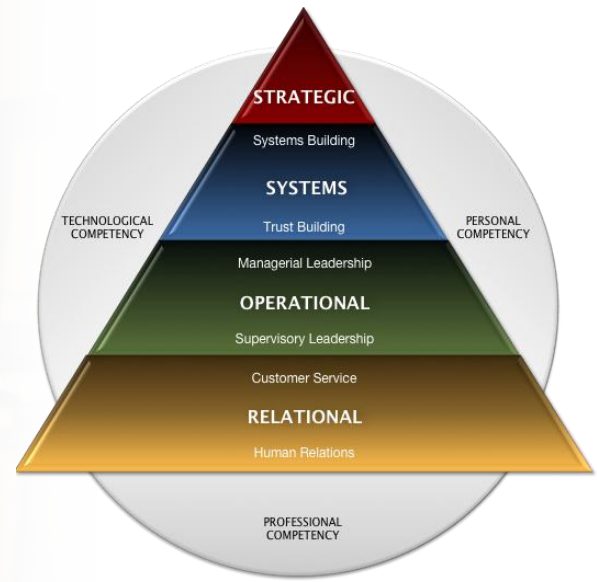 STRATEGIC
Systems Building
SYSTEMS
TECHNOLOGICAL
COMPETENCY
Trust Building
PERSONAL
COMPETENCY
Managerial Leadership
OPERATIONAL
Supervisory Leadership
Customer Service
RELATIONAL
Human Relations
PROFESSIONAL
COMPETENCY